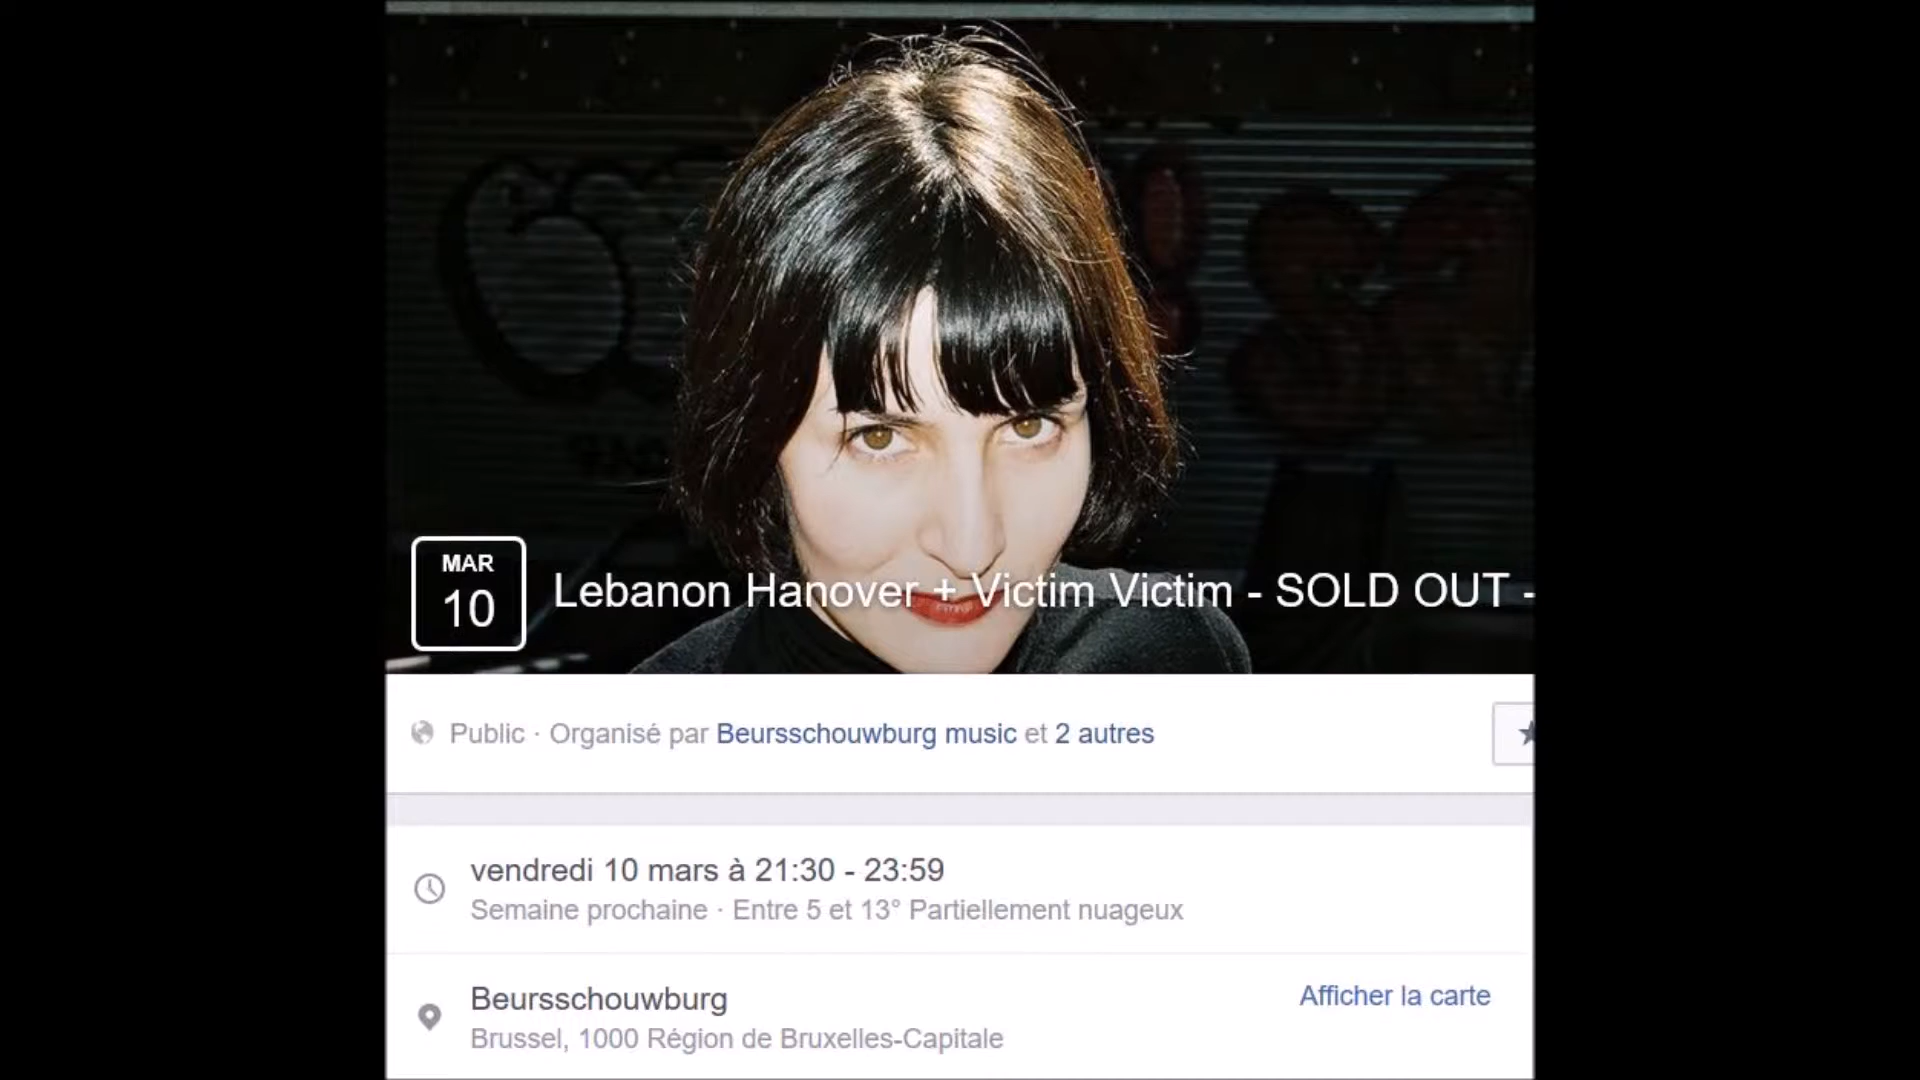 MAR
10
Lebanon Hanover + Victim Victim - SOLD OUT -
Public · Organisé par Beursschouwburg music et 2 autres
vendredi 10 mars à 21:30 - 23:59
Semaine prochaine · Entre 5 et 13° Partiellement nuageux
Beursschouwburg
Afficher la carte
Brussel, 1000 Région de Bruxelles-Capitale